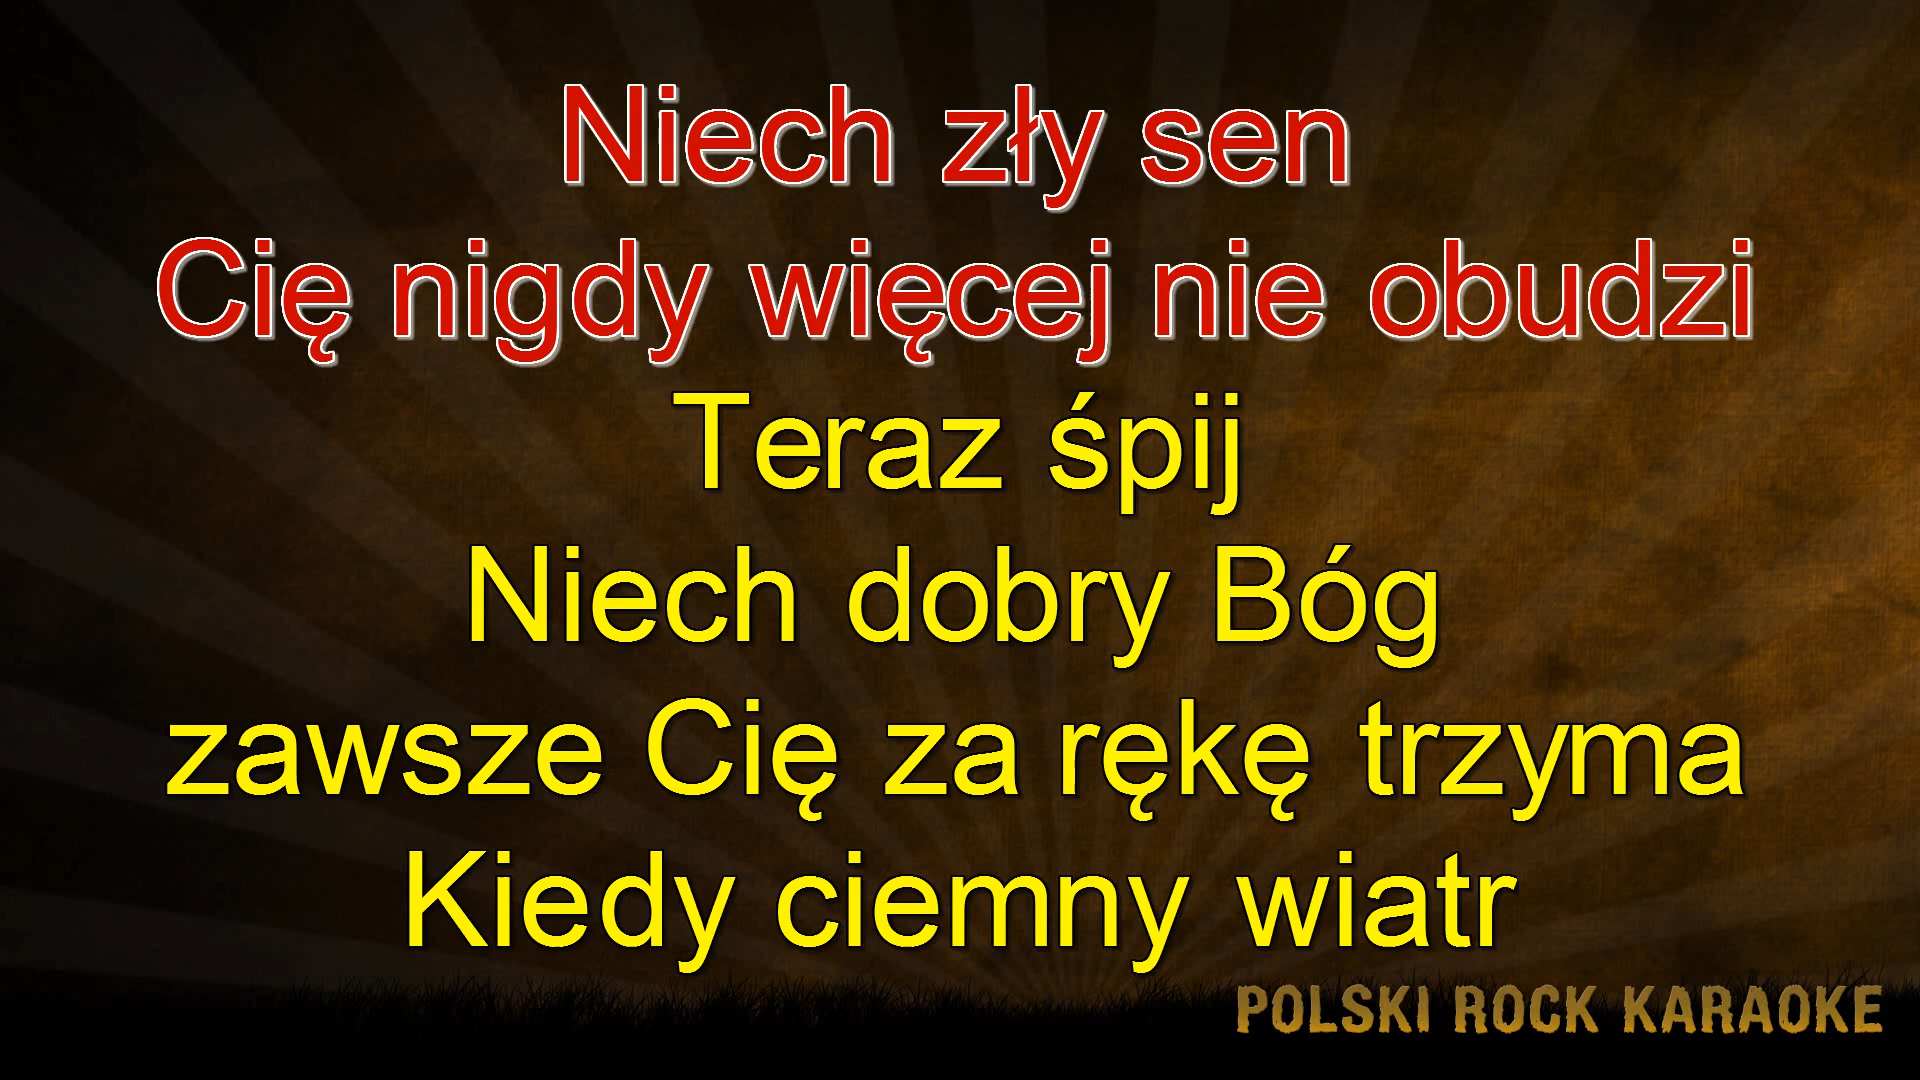 Niech zły sen
Cię nigdy więcej nie obudzi
Teraz śpij
Niech dobry Bóg
zawsze Cię za rękę trzyma
Kiedy ciemny wiatr
POLSKI ROCK KARAOKE